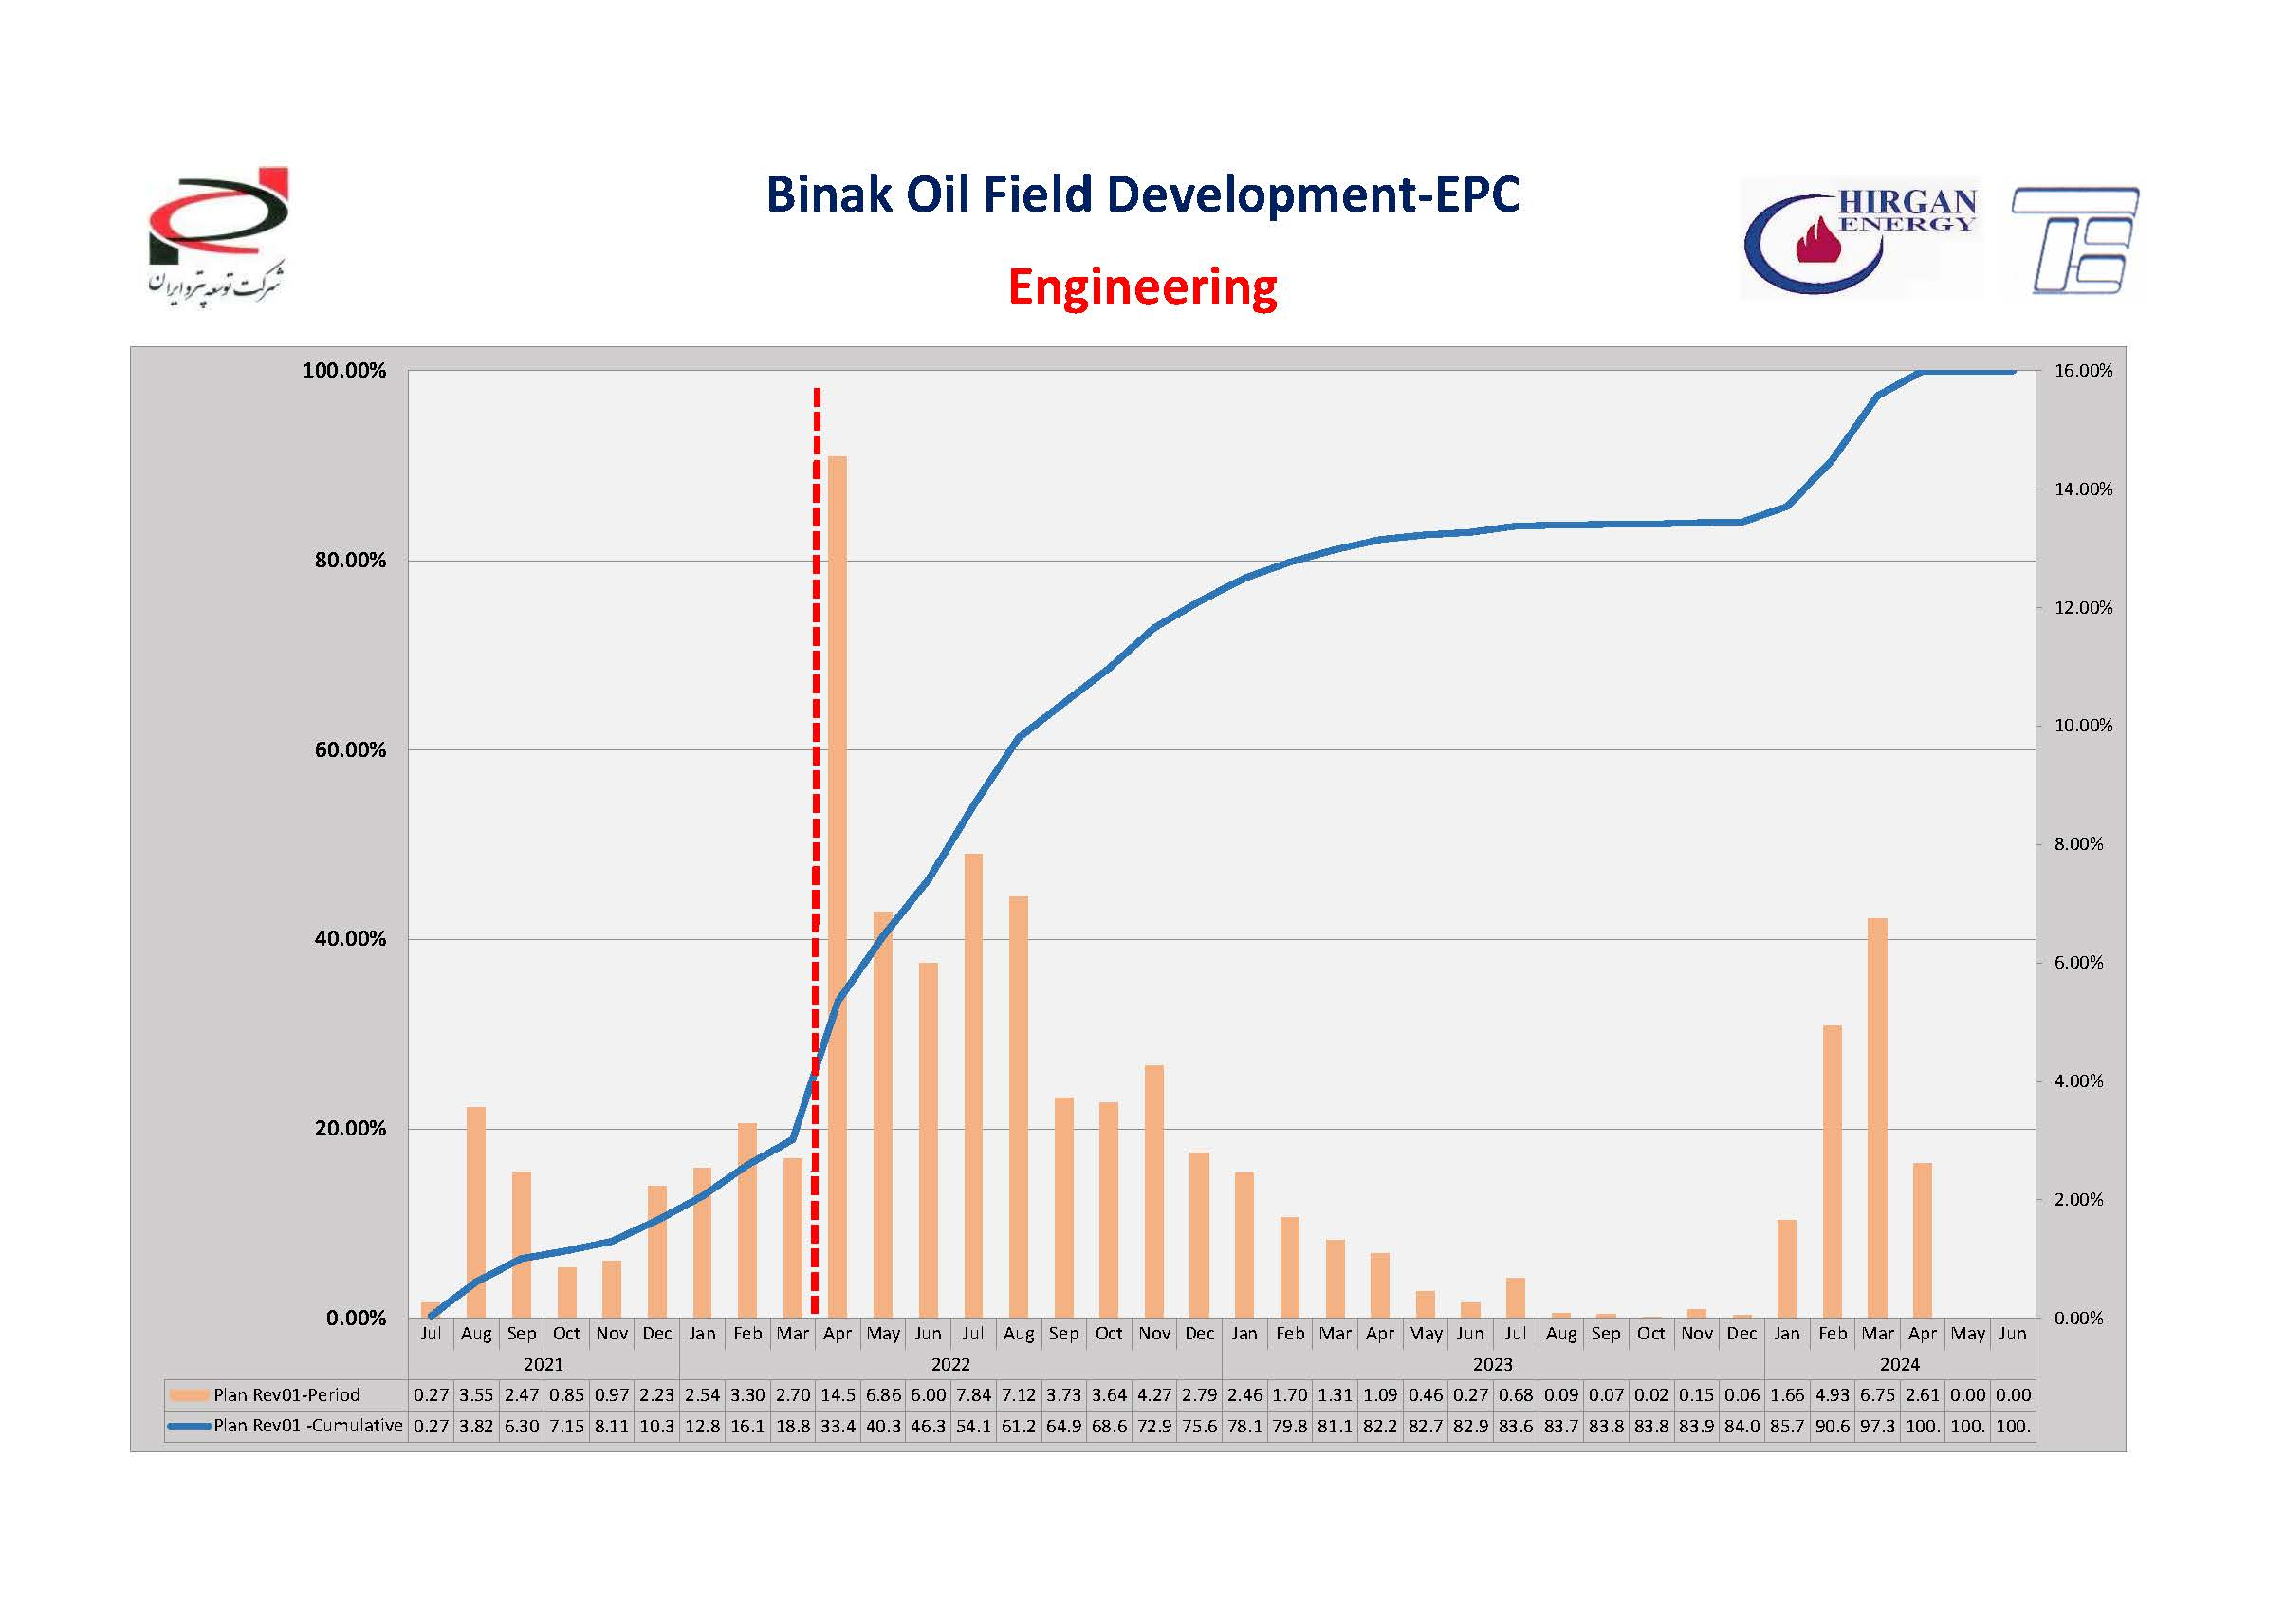 Binak Oil Field Development-EPC
Engineering
شرکت توسعه پترو ایران
HIRGAN
ENERGY
100.00%
80.00%
60.00%
40.00%
20.00%
0.00%
16.00%
14.00%
12.00%
10.00%
8.00%
6.00%
4.00%
2.00%
0.00%
Jul Aug Sep Oct Nov Dec Jan Feb Mar Apr May Jun Jul Aug Sep Oct Nov Dec Jan Feb Mar Apr May Jun Jul Aug Sep Oct Nov Dec Jan Feb Mar Apr May Jun
2021 2022 2023 2024
Plan Rev01-Period 0.27 3.55 2.47 0.85 0.97 2.23 2.54 3.30 2.70 14.5 6.86 6.00 7.84 7.12 3.73 3.64 4.27 2.79 2.46 1.70 1.31 1.09 0.46 0.27 0.68 0.09 0.07 0.02 0.15 0.06 1.66 4.93 6.75 2.61 0.00 0.00
Plan Rev01 -Cumulative 0.27 3.82 6.30 7.15 8.11 10.3 12.8 16.1 18.8 33.4 40.3 46.3 54.1 61.2 64.9 68.6 72.9 75.6 78.1 79.8 81.1 82.2 82.7 82.9 83.6 83.7 83.8 83.8 83.9 84.0 85.7 90.6 97.3 100. 100. 100.